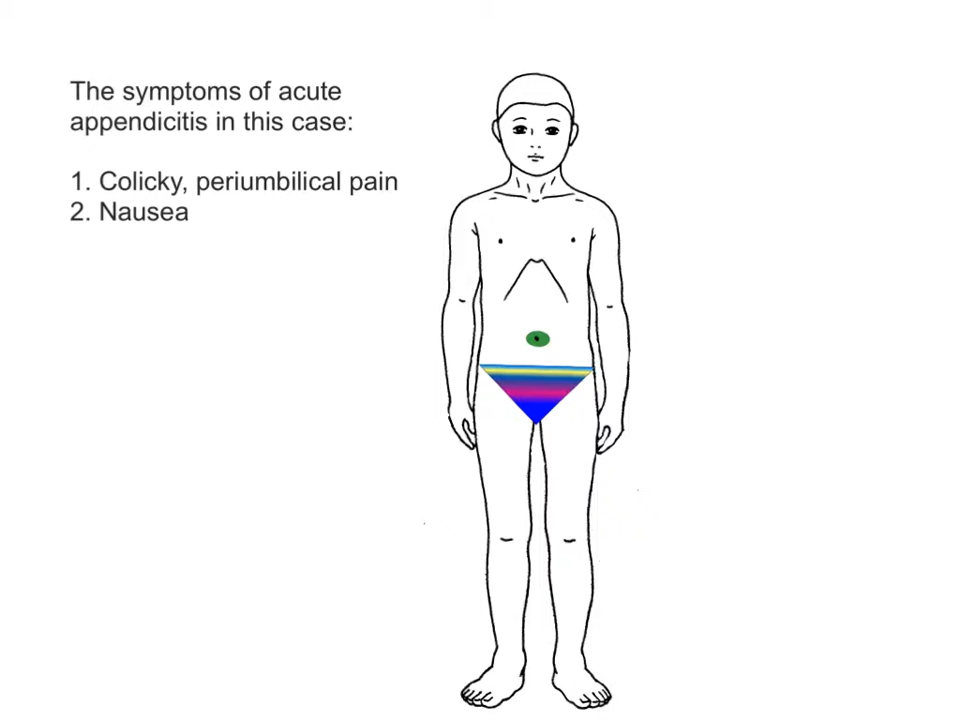 The symptoms of acute
appendicitis in this case:
1. Colicky, periumbilical pain
2. Nausea